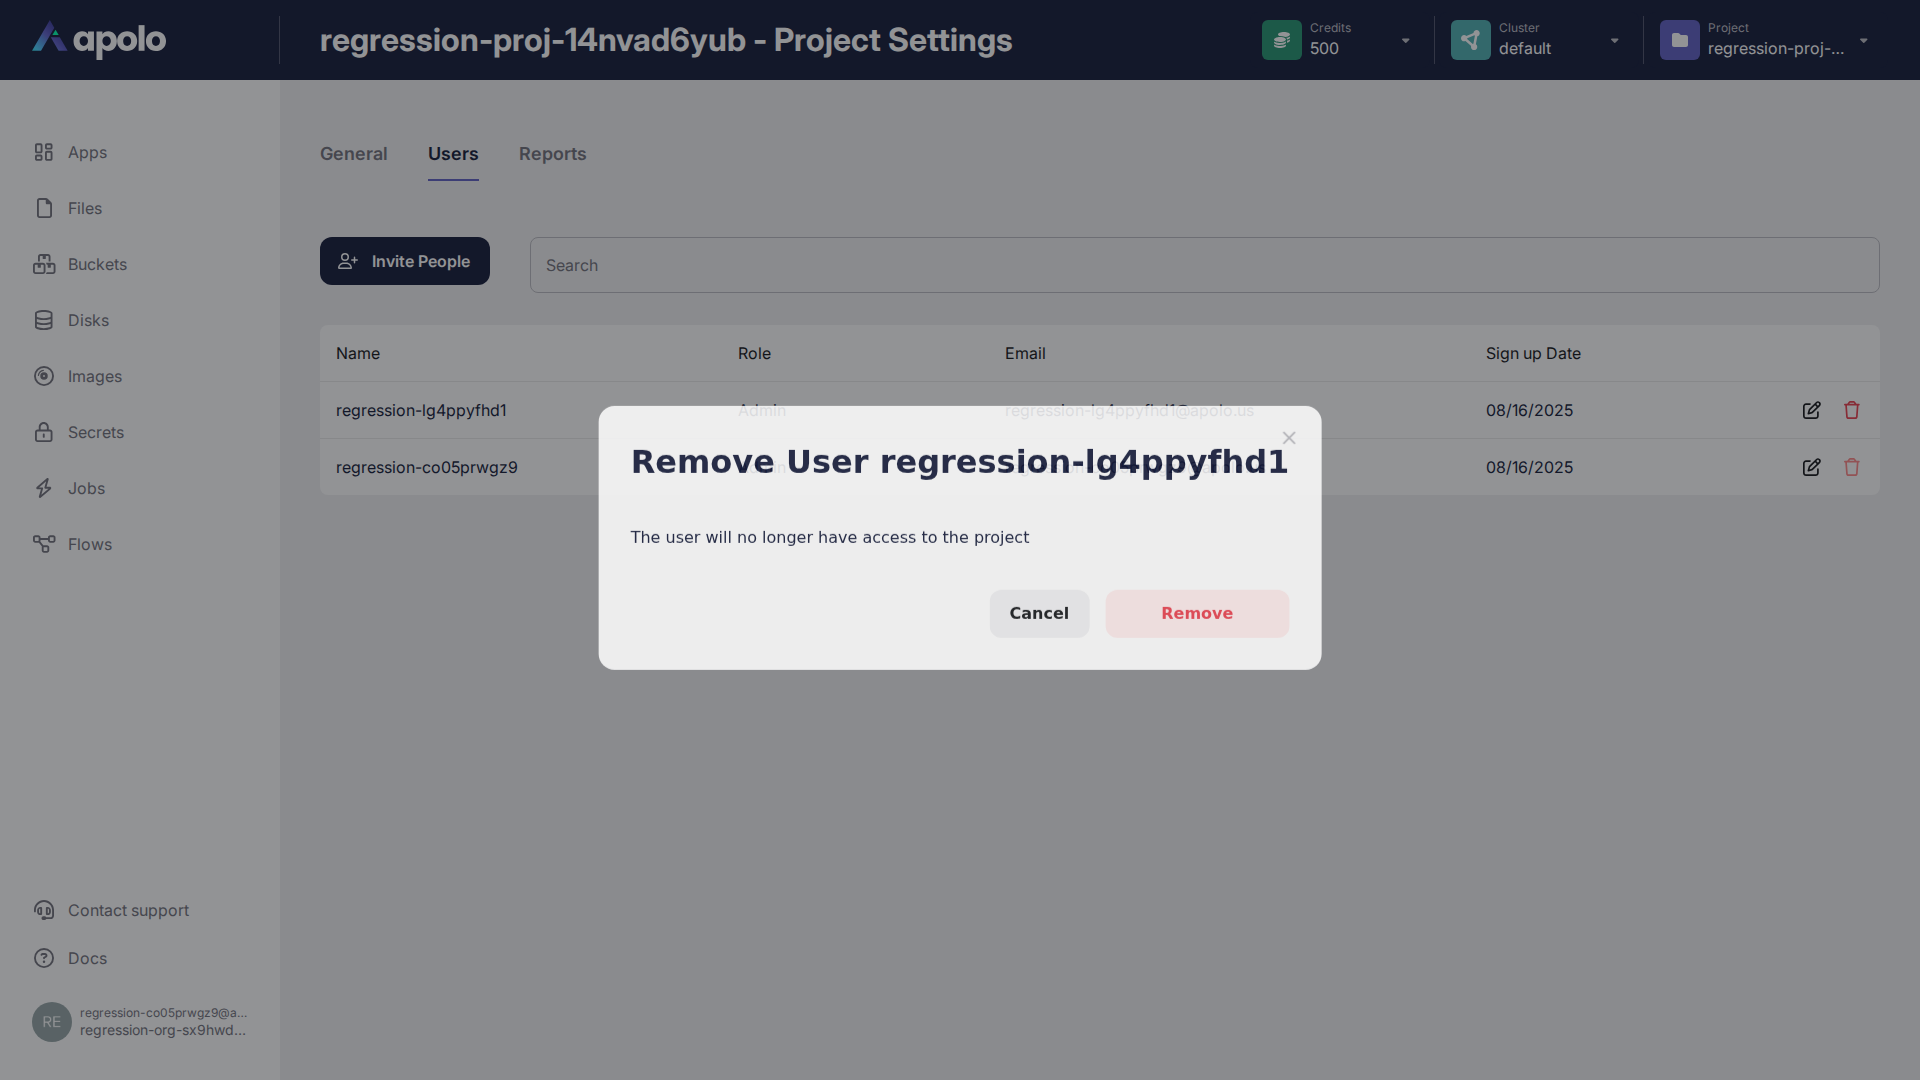 apolo
regression-proj-14nvad6yub - Project Settings
Credits
500
Cluster
default
Project
regression-proj-...
Apps
Files
Buckets
Disks
Images
Secrets
Jobs
Flows
Contact support
Docs
RE
regression-co05prwgz9@a...
regression-org-sx9hwd...
General Users Reports
Invite People
Search
Name Role Email Sign up Date
regression-lg4ppyfhd1 Admin regression-lg4ppyfhd1@apolo.us 08/16/2025
regression-co05prwgz9 08/16/2025
Remove User regression-lg4ppyfhd1
The user will no longer have access to the project
Cancel Remove